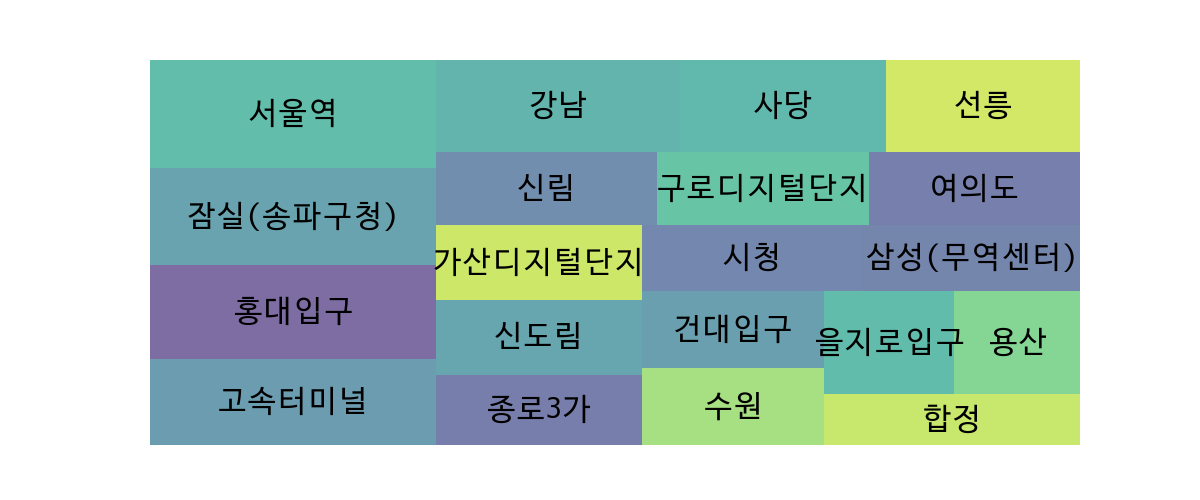 서울역
강남
사당
선릉
잠실(송파구청)
신림
구로디지털단지
여의도
가산디지털단지
시청
삼성(무역센터)
홍대입구
신도림
건대입구
을지로입구
용산
고속터미널
종로3가
수원
합정